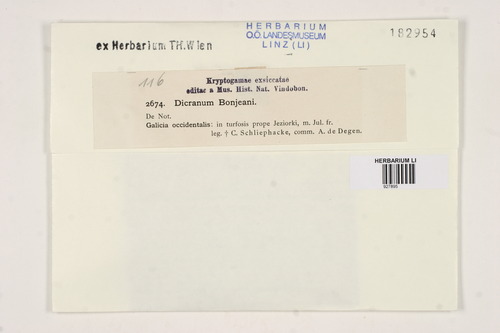 HERBARIUM
O.Ö. LANDESMUSEUM
LINZ (LI)
182954
ex Herbarium TH. Wien
116
Kryptogamae exsiccatae
editae a Mus. Hist. Nat. Vindobon.
2674. Dicranum Bonjeani.
De Not.
Galicia occidentalis: in turfosis prope Jeziorki, m. Jul. fr.
leg. † C. Schliephacke, comm. A. de Degen.
HERBARIUM LI
927895